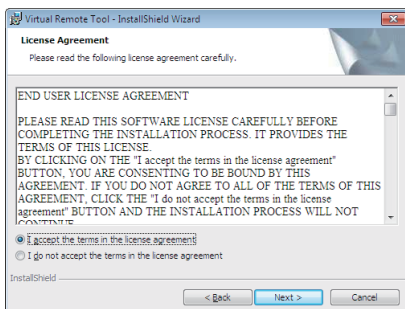 Virtual Remote Tool - InstallShield Wizard
License Agreement
Please read the following license agreement carefully.
END USER LICENSE AGREEMENT
PLEASE READ THIS SOFTWARE LICENSE CAREFULLY BEFORE
COMPLETING THE INSTALLATION PROCESS. IT PROVIDES THE
TERMS OF THIS LICENSE.
BY CLICKING ON THE "I accept the terms in the license agreement"
BUTTON, YOU ARE CONSENTING TO BE BOUND BY THIS
AGREEMENT. IF YOU DO NOT AGREE TO ALL OF THE TERMS OF THIS
AGREEMENT, CLICK THE "I do not accept the terms in the license
agreement" BUTTON AND THE INSTALLATION PROCESS WILL NOT
CONTINUE
I accept the terms in the license agreement
I do not accept the terms in the license agreement
InstallShield
< Back Next > Cancel